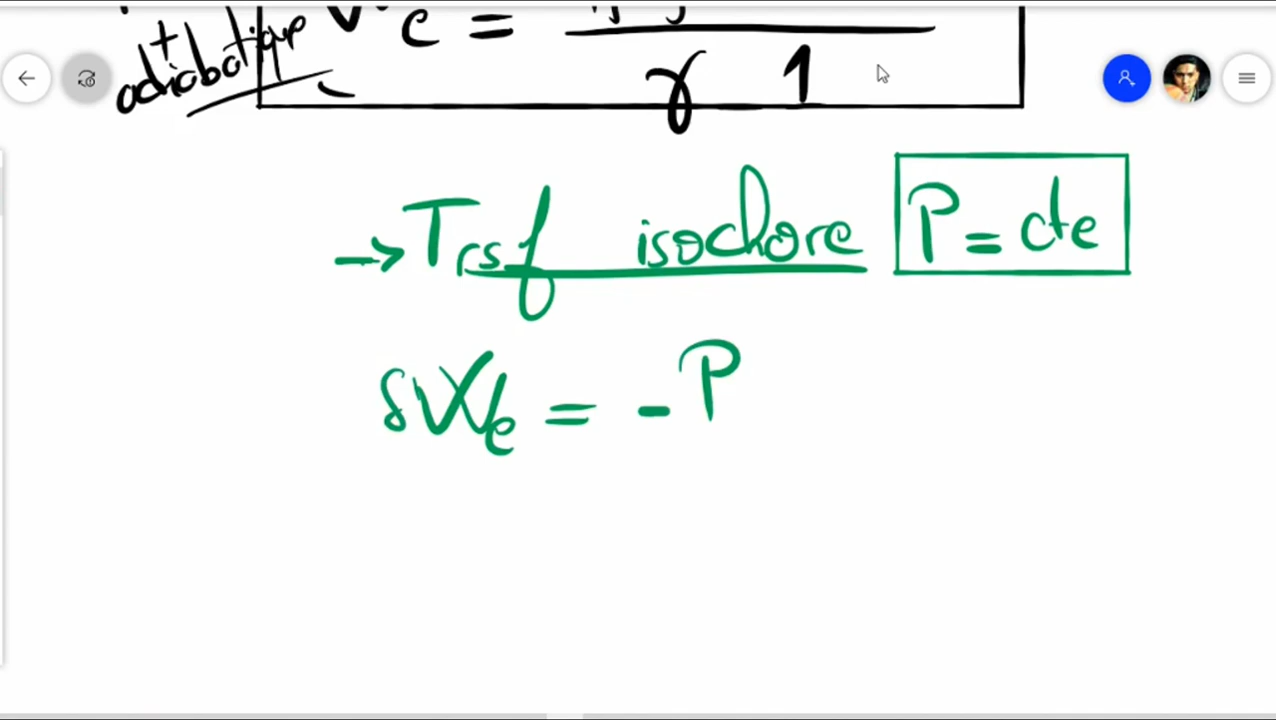 +
adiabatique
e =
γ 1
→ Trsf isochore P = cte
δWe = - P